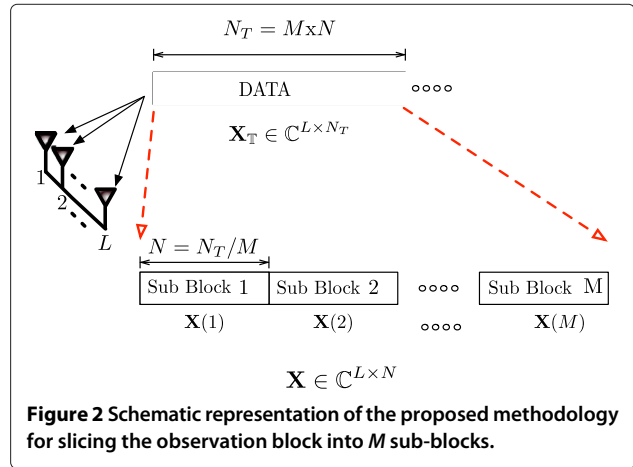 N_T = MxN
DATA
X_𝕋 ∈ ℂ^{L×N_T}
1
2
L
N = N_T/M
Sub Block 1
Sub Block 2
Sub Block M
X(1)
X(2)
X(M)
X ∈ ℂ^{L×N}
Figure 2 Schematic representation of the proposed methodology
for slicing the observation block into M sub-blocks.